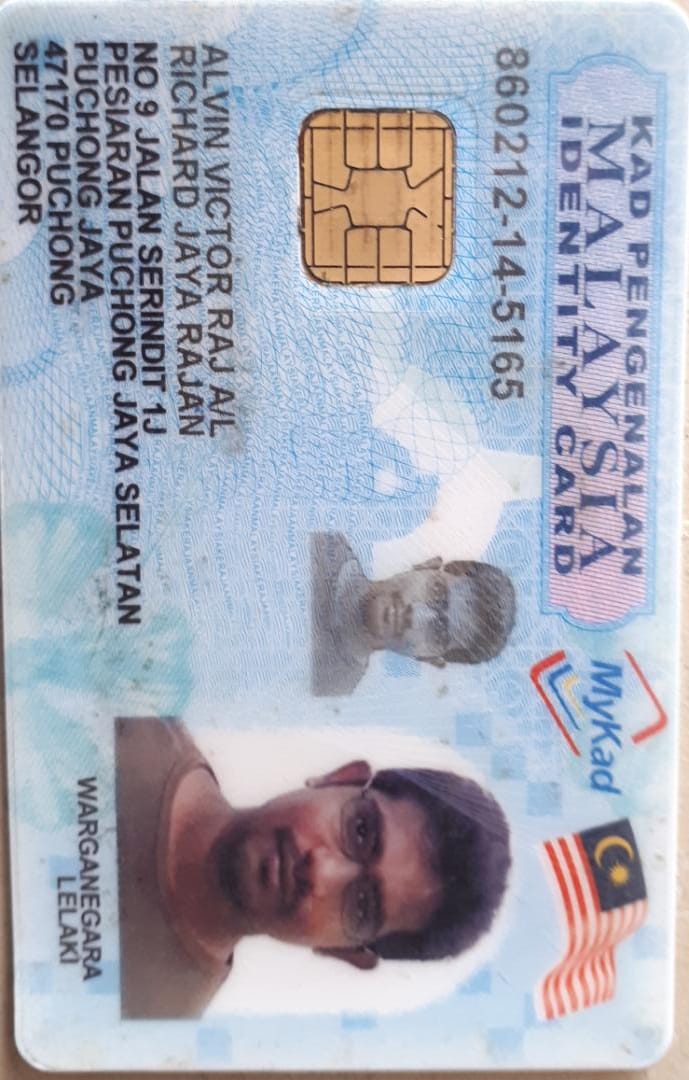 KAD PENGENALAN
MALAYSIA
IDENTITY CARD
MyKad
860212-14-5165
ALVIN VICTOR RAJ A/L
RICHARD JAYA RAJAN
NO 9 JALAN SERINDIT 1J
PESIARAN PUCHONG JAYA SELATAN
PUCHONG JAYA
47170 PUCHONG
SELANGOR
WARGANEGARA
LELAKI